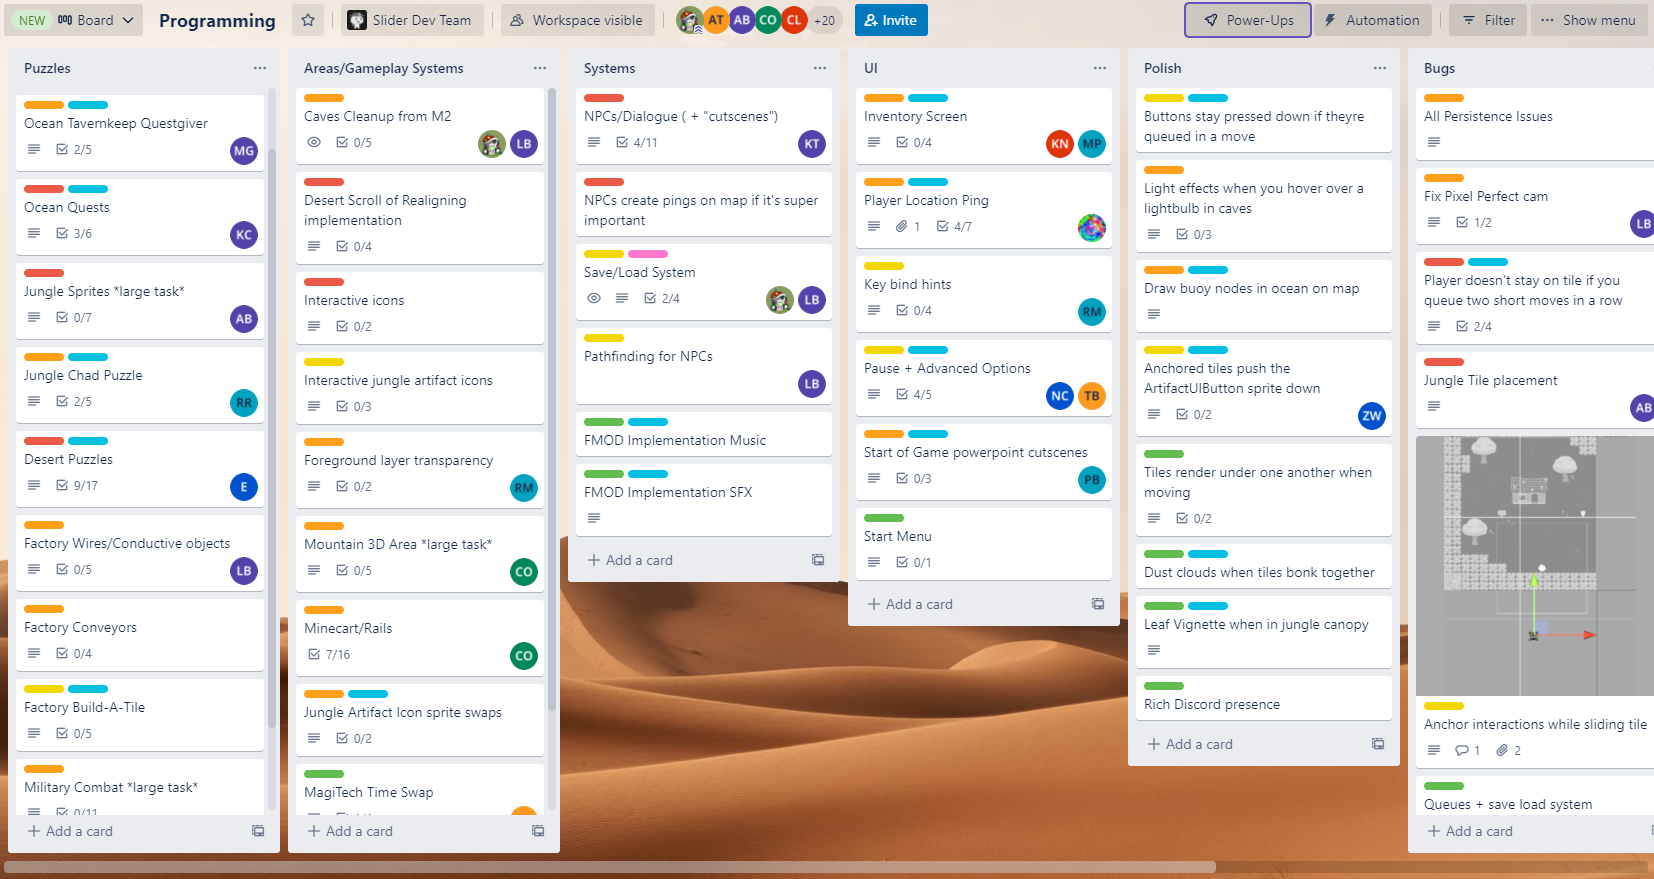 NEW Board Programming Slider Dev Team Workspace visible AT AB CO CL +20 Invite Power-Ups Automation Filter Show menu
Puzzles
Ocean Tavernkeep Questgiver
2/5 MG
Ocean Quests
3/6 KC
Jungle Sprites *large task*
0/7 AB
Jungle Chad Puzzle
2/5 RR
Desert Puzzles
9/17 E
Factory Wires/Conductive objects
0/5 LB
Factory Conveyors
0/4
Factory Build-A-Tile
0/5
Military Combat *large task*
0/11
+ Add a card
Areas/Gameplay Systems
Caves Cleanup from M2
0/5 LB
Desert Scroll of Realigning
implementation
0/4
Interactive icons
0/2
Interactive jungle artifact icons
0/3
Foreground layer transparency
0/2 RM
Mountain 3D Area *large task*
0/5 CO
Minecart/Rails
7/16 CO
Jungle Artifact Icon sprite swaps
0/2
MagiTech Time Swap
+ Add a card
Systems
NPCs/Dialogue ( + "cutscenes")
4/11 KT
NPCs create pings on map if it's super
important
Save/Load System
2/4 LB
Pathfinding for NPCs
LB
FMOD Implementation Music
FMOD Implementation SFX
+ Add a card
UI
Inventory Screen
0/4 KN MP
Player Location Ping
1 4/7
Key bind hints
0/4 RM
Pause + Advanced Options
4/5 NC TB
Start of Game powerpoint cutscenes
0/3 PB
Start Menu
0/1
+ Add a card
Polish
Buttons stay pressed down if theyre
queued in a move
Light effects when you hover over a
lightbulb in caves
0/3
Draw buoy nodes in ocean on map
Anchored tiles push the
ArtifactUIButton sprite down
0/2 ZW
Tiles render under one another when
moving
0/2
Dust clouds when tiles bonk together
Leaf Vignette when in jungle canopy
Rich Discord presence
+ Add a card
Bugs
All Persistence Issues
Fix Pixel Perfect cam
1/2 LB
Player doesn't stay on tile if you
queue two short moves in a row
2/4
Jungle Tile placement
AB
Anchor interactions while sliding tile
1 2
Queues + save load system
+ Add a card